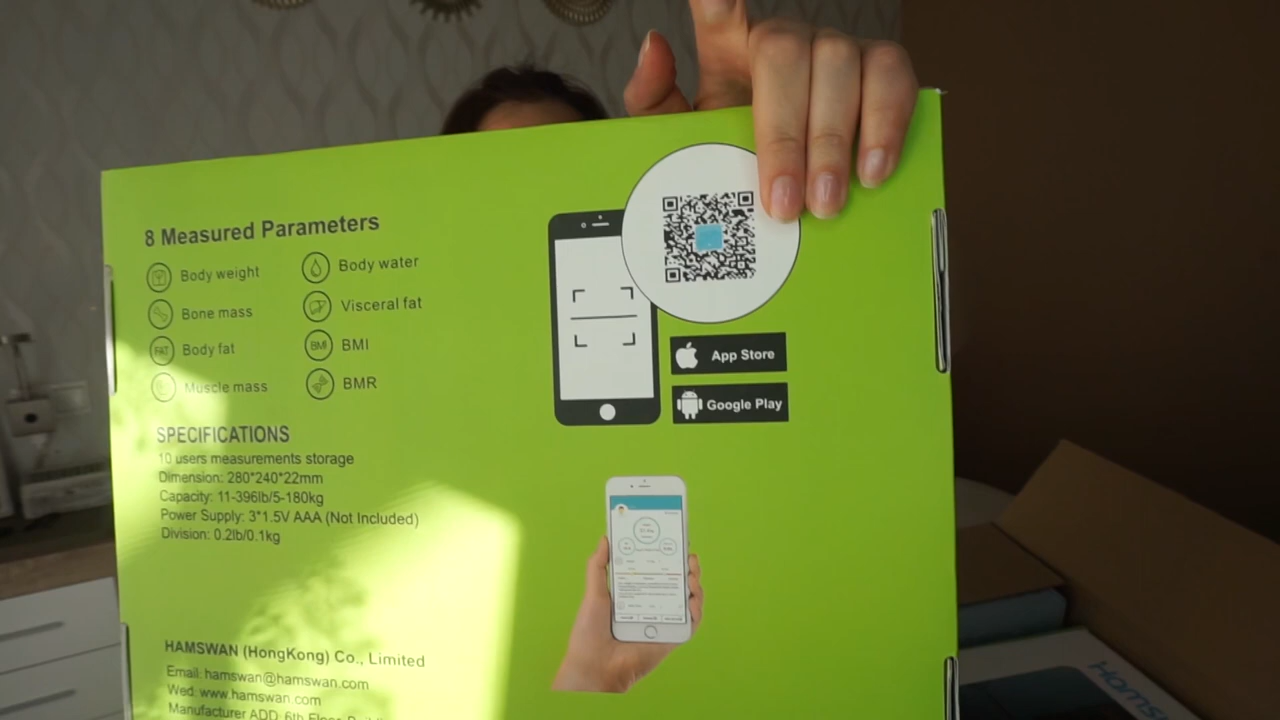 8 Measured Parameters
Body weight
Body water
Bone mass
Visceral fat
Body fat
BMI
BMI
FAT
Muscle mass
BMR
SPECIFICATIONS
10 users measurements storage
Dimension: 280*240*22mm
Capacity: 11-396lb/5-180kg
Power Supply: 3*1.5V AAA (Not Included)
Division: 0.2lb/0.1kg
HAMSWAN (HongKong) Co., Limited
Email: hamswan@hamswan.com
Wed: www.hamswan.com
Manufacturer ADD: 6th Floor,
App Store
Google Play
Hams